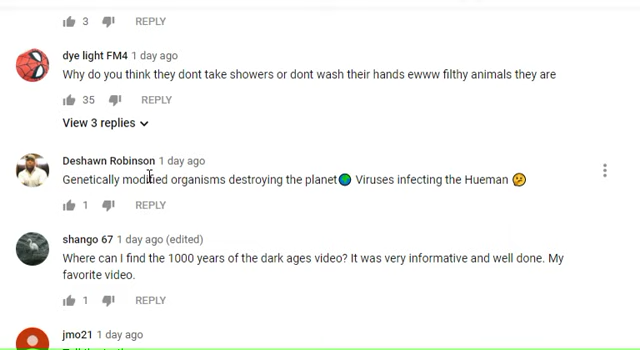 3 REPLY
dye light FM4 1 day ago
Why do you think they dont take showers or dont wash their hands ewww filthy animals they are
35 REPLY
View 3 replies
Deshawn Robinson 1 day ago
Genetically modified organisms destroying the planet🌍 Viruses infecting the Hueman 🤔
1 REPLY
shango 67 1 day ago (edited)
Where can I find the 1000 years of the dark ages video? It was very informative and well done. My
favorite video.
1 REPLY
jmo21 1 day ago